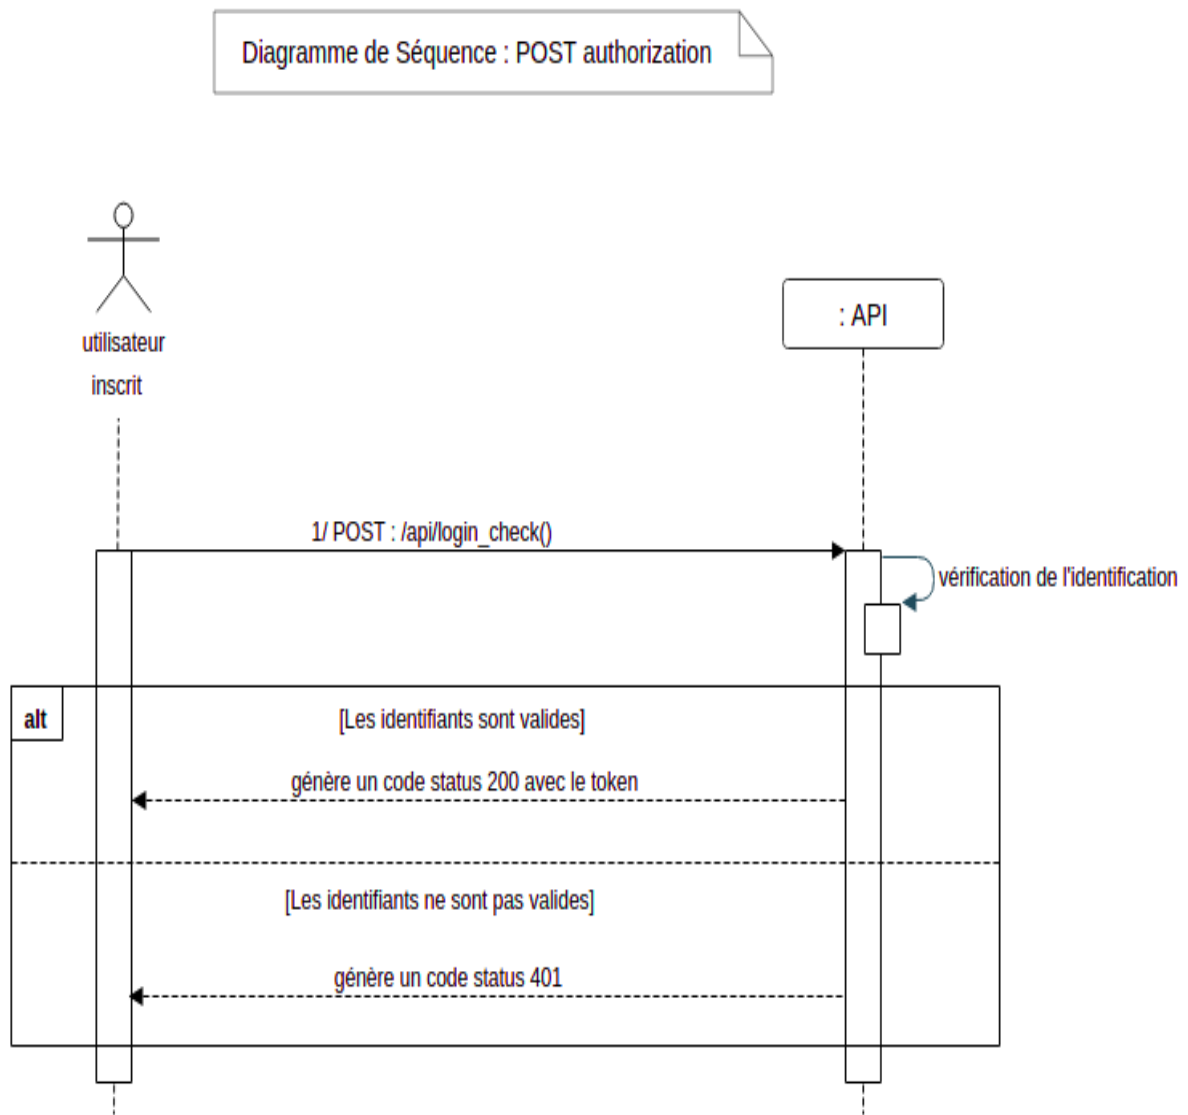 Diagramme de Séquence : POST authorization
utilisateur
inscrit
: API
1/ POST : /api/login_check()
vérification de l'identification
alt
[Les identifiants sont valides]
génère un code status 200 avec le token
[Les identifiants ne sont pas valides]
génère un code status 401